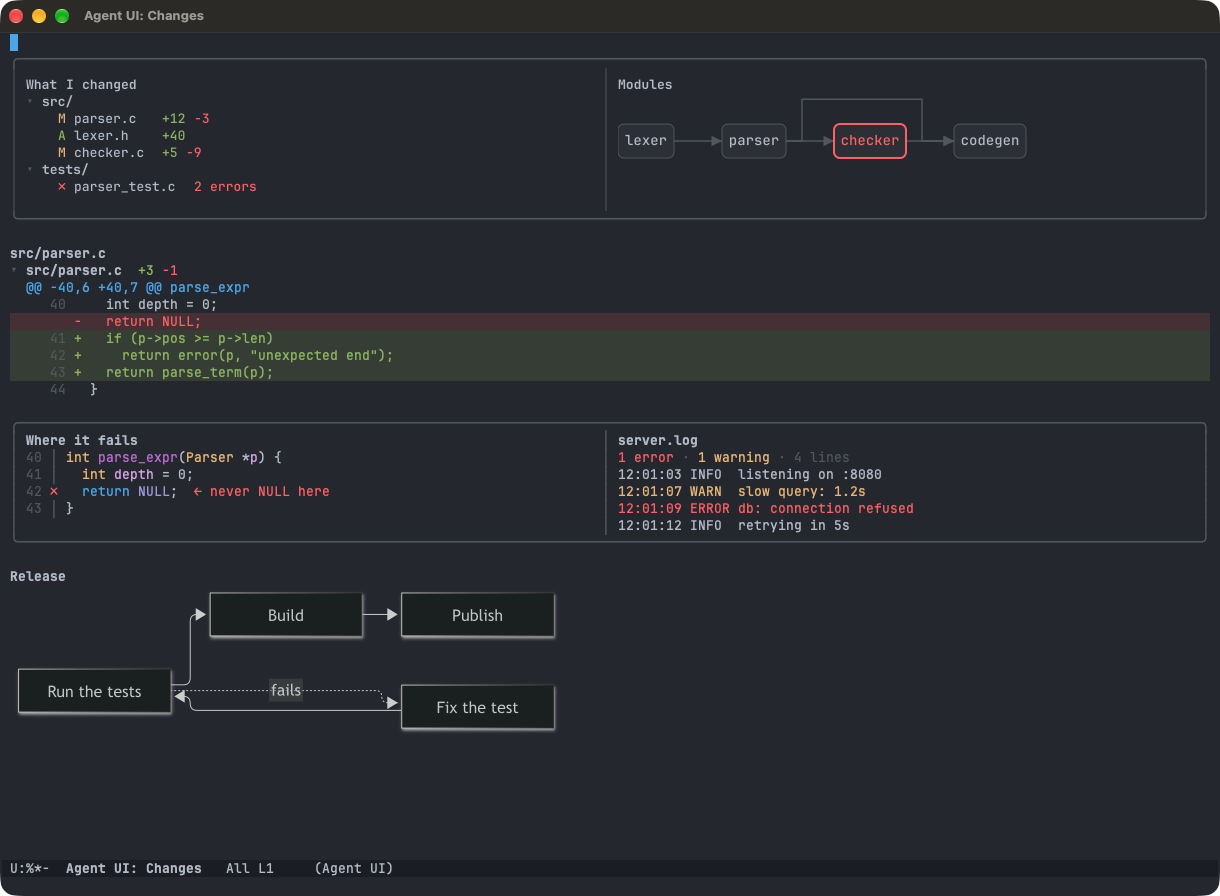 Agent UI: Changes
What I changed
▾ src/
M parser.c +12 -3
A lexer.h +40
M checker.c +5 -9
▾ tests/
✕ parser_test.c 2 errors
Modules
lexer
parser
checker
codegen
src/parser.c
▾ src/parser.c +3 -1
@@ -40,6 +40,7 @@ parse_expr
40 int depth = 0;
- return NULL;
41 + if (p->pos >= p->len)
42 + return error(p, "unexpected end");
43 + return parse_term(p);
44 }
Where it fails
40 │ int parse_expr(Parser *p) {
41 │ int depth = 0;
42 ✕ return NULL; ← never NULL here
43 │ }
server.log
1 error · 1 warning · 4 lines
12:01:03 INFO listening on :8080
12:01:07 WARN slow query: 1.2s
12:01:09 ERROR db: connection refused
12:01:12 INFO retrying in 5s
Release
Build
Publish
Run the tests
fails
Fix the test
U:%*- Agent UI: Changes All L1 (Agent UI)